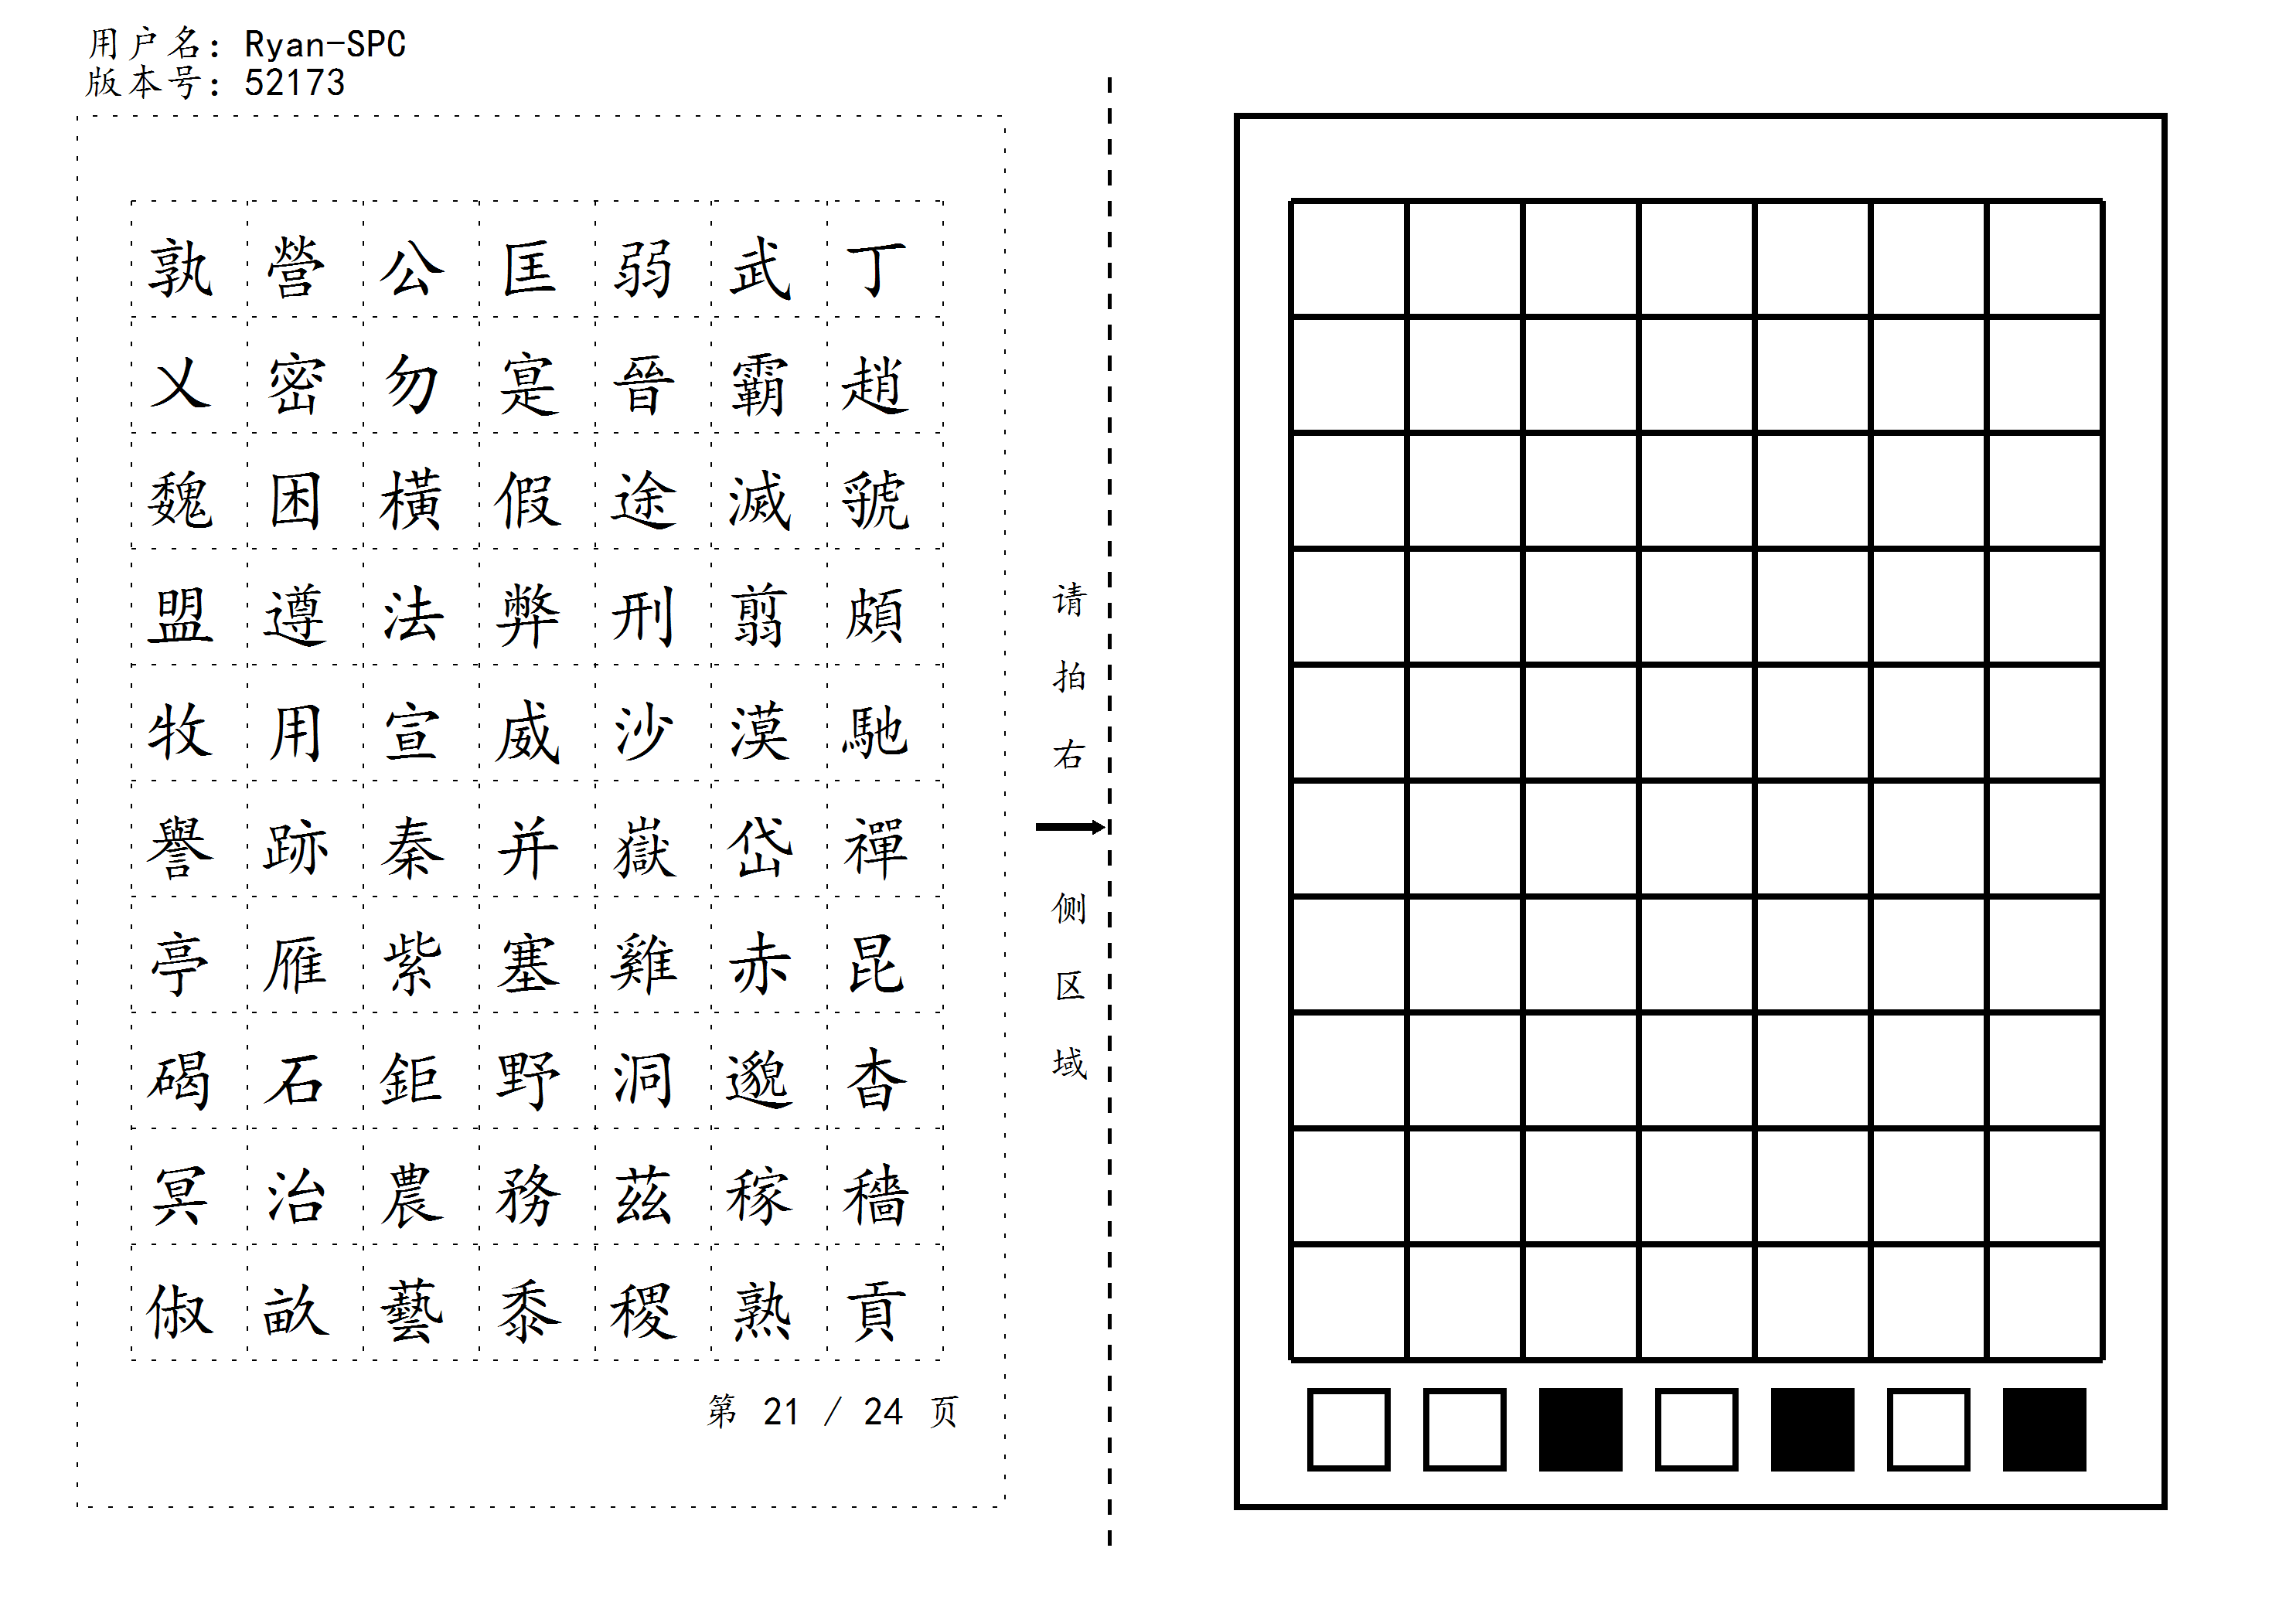 用户名：Ryan-SPC
版本号：52173
孰營公匡弱武丁
乂密勿寔晉霸趙
魏困橫假途滅虢
盟遵法弊刑翦頗
牧用宣威沙漠馳
譽跡秦并嶽岱禪
亭雁紫塞雞赤昆
碣石鉅野洞邈杳
冥治農務茲稼穡
俶畝藝黍稷熟貢
第 21 / 24 页
请拍右侧区域